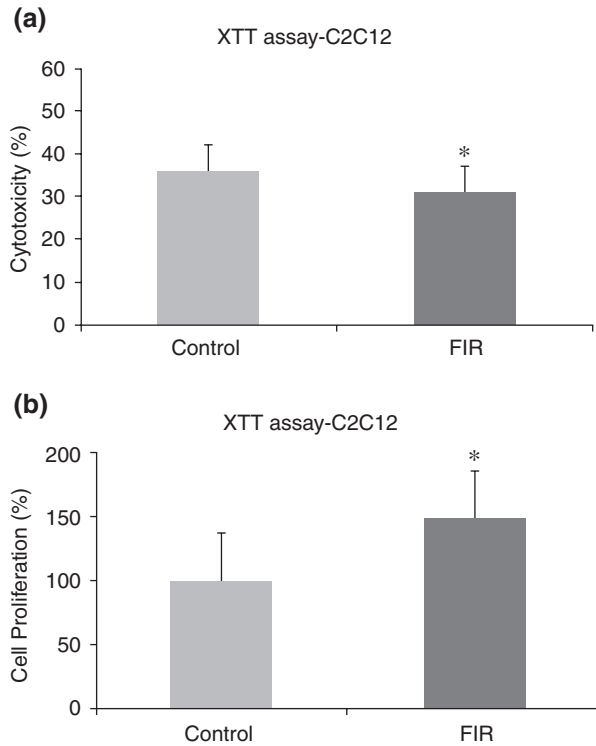 (a)
XTT assay-C2C12
Cytotoxicity (%)
60
50
40
30
20
10
0
*
Control
FIR
(b)
XTT assay-C2C12
Cell Proliferation (%)
200
150
100
50
0
*
Control
FIR